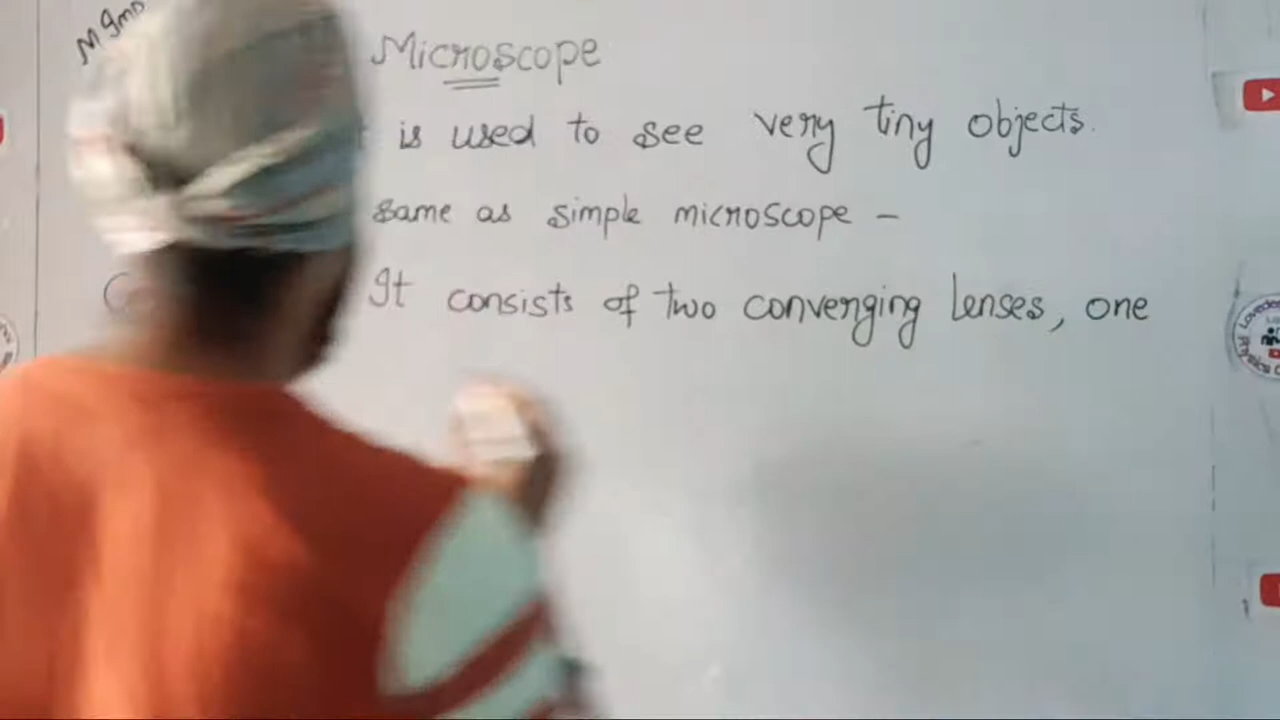 M 9mp
Microscope
is used to see very tiny objects.
same as simple microscope –
It consists of two converging lenses, one